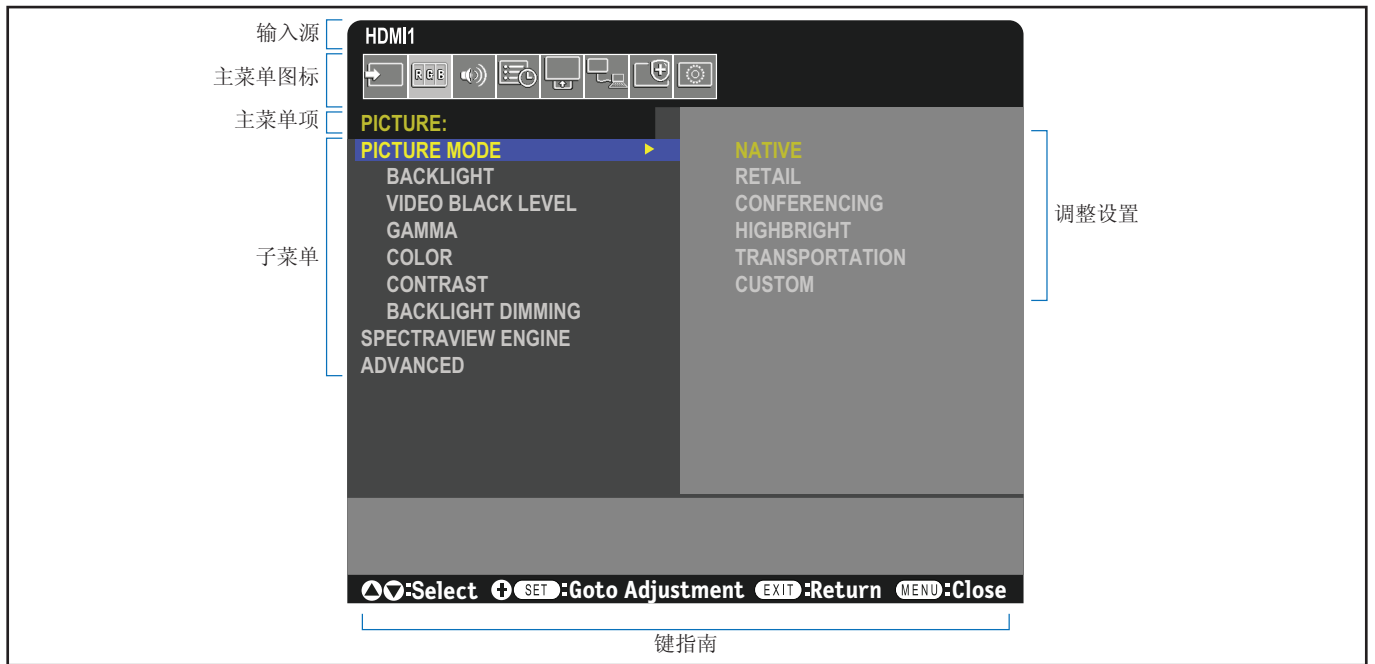 输入源
HDMI1
主菜单图标
RGB
主菜单项
PICTURE:
子菜单
PICTURE MODE
BACKLIGHT
VIDEO BLACK LEVEL
GAMMA
COLOR
CONTRAST
BACKLIGHT DIMMING
SPECTRAVIEW ENGINE
ADVANCED
NATIVE
RETAIL
CONFERENCING
HIGHBRIGHT
TRANSPORTATION
CUSTOM
调整设置
:Select SET:Goto Adjustment EXIT:Return MENU:Close
键指南